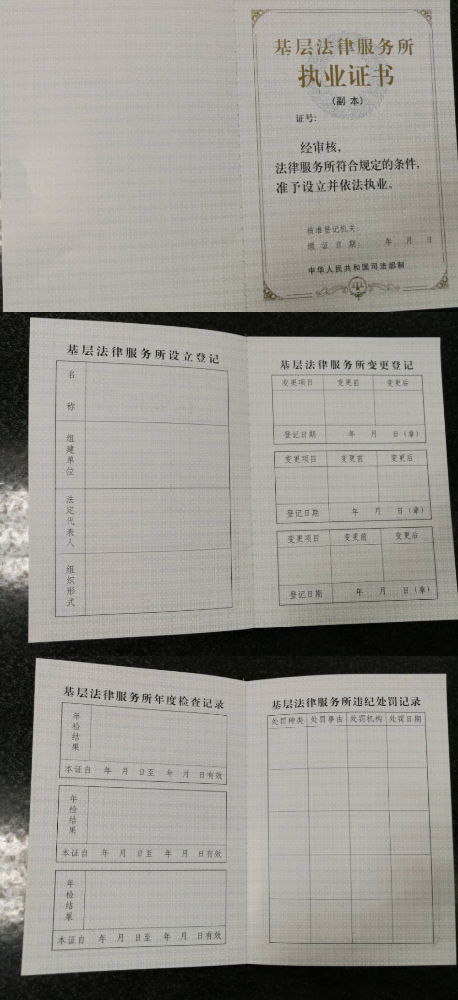 基层法律服务所
执业证书
（副 本）
证号：
经审核，
法律服务所符合规定的条件，
准予设立并依法执业。
核准登记机关：
颁 证 日 期： 年 月 日
中华人民共和国司法部制
基层法律服务所设立登记
名
称
组
建
单
位
法
定
代
表
人
组
织
形
式
基层法律服务所变更登记
变更项目 变更前 变更后
登记日期 年 月 日（章）
变更项目 变更前 变更后
登记日期 年 月 日（章）
变更项目 变更前 变更后
登记日期 年 月 日（章）
基层法律服务所年度检查记录
年
检
结
果
本证自 年 月 日至 年 月 日有效
年
检
结
果
本证自 年 月 日至 年 月 日有效
年
检
结
果
本证自 年 月 日至 年 月 日有效
基层法律服务所违纪处罚记录
处罚种类 处罚事由 处罚机构 处罚日期